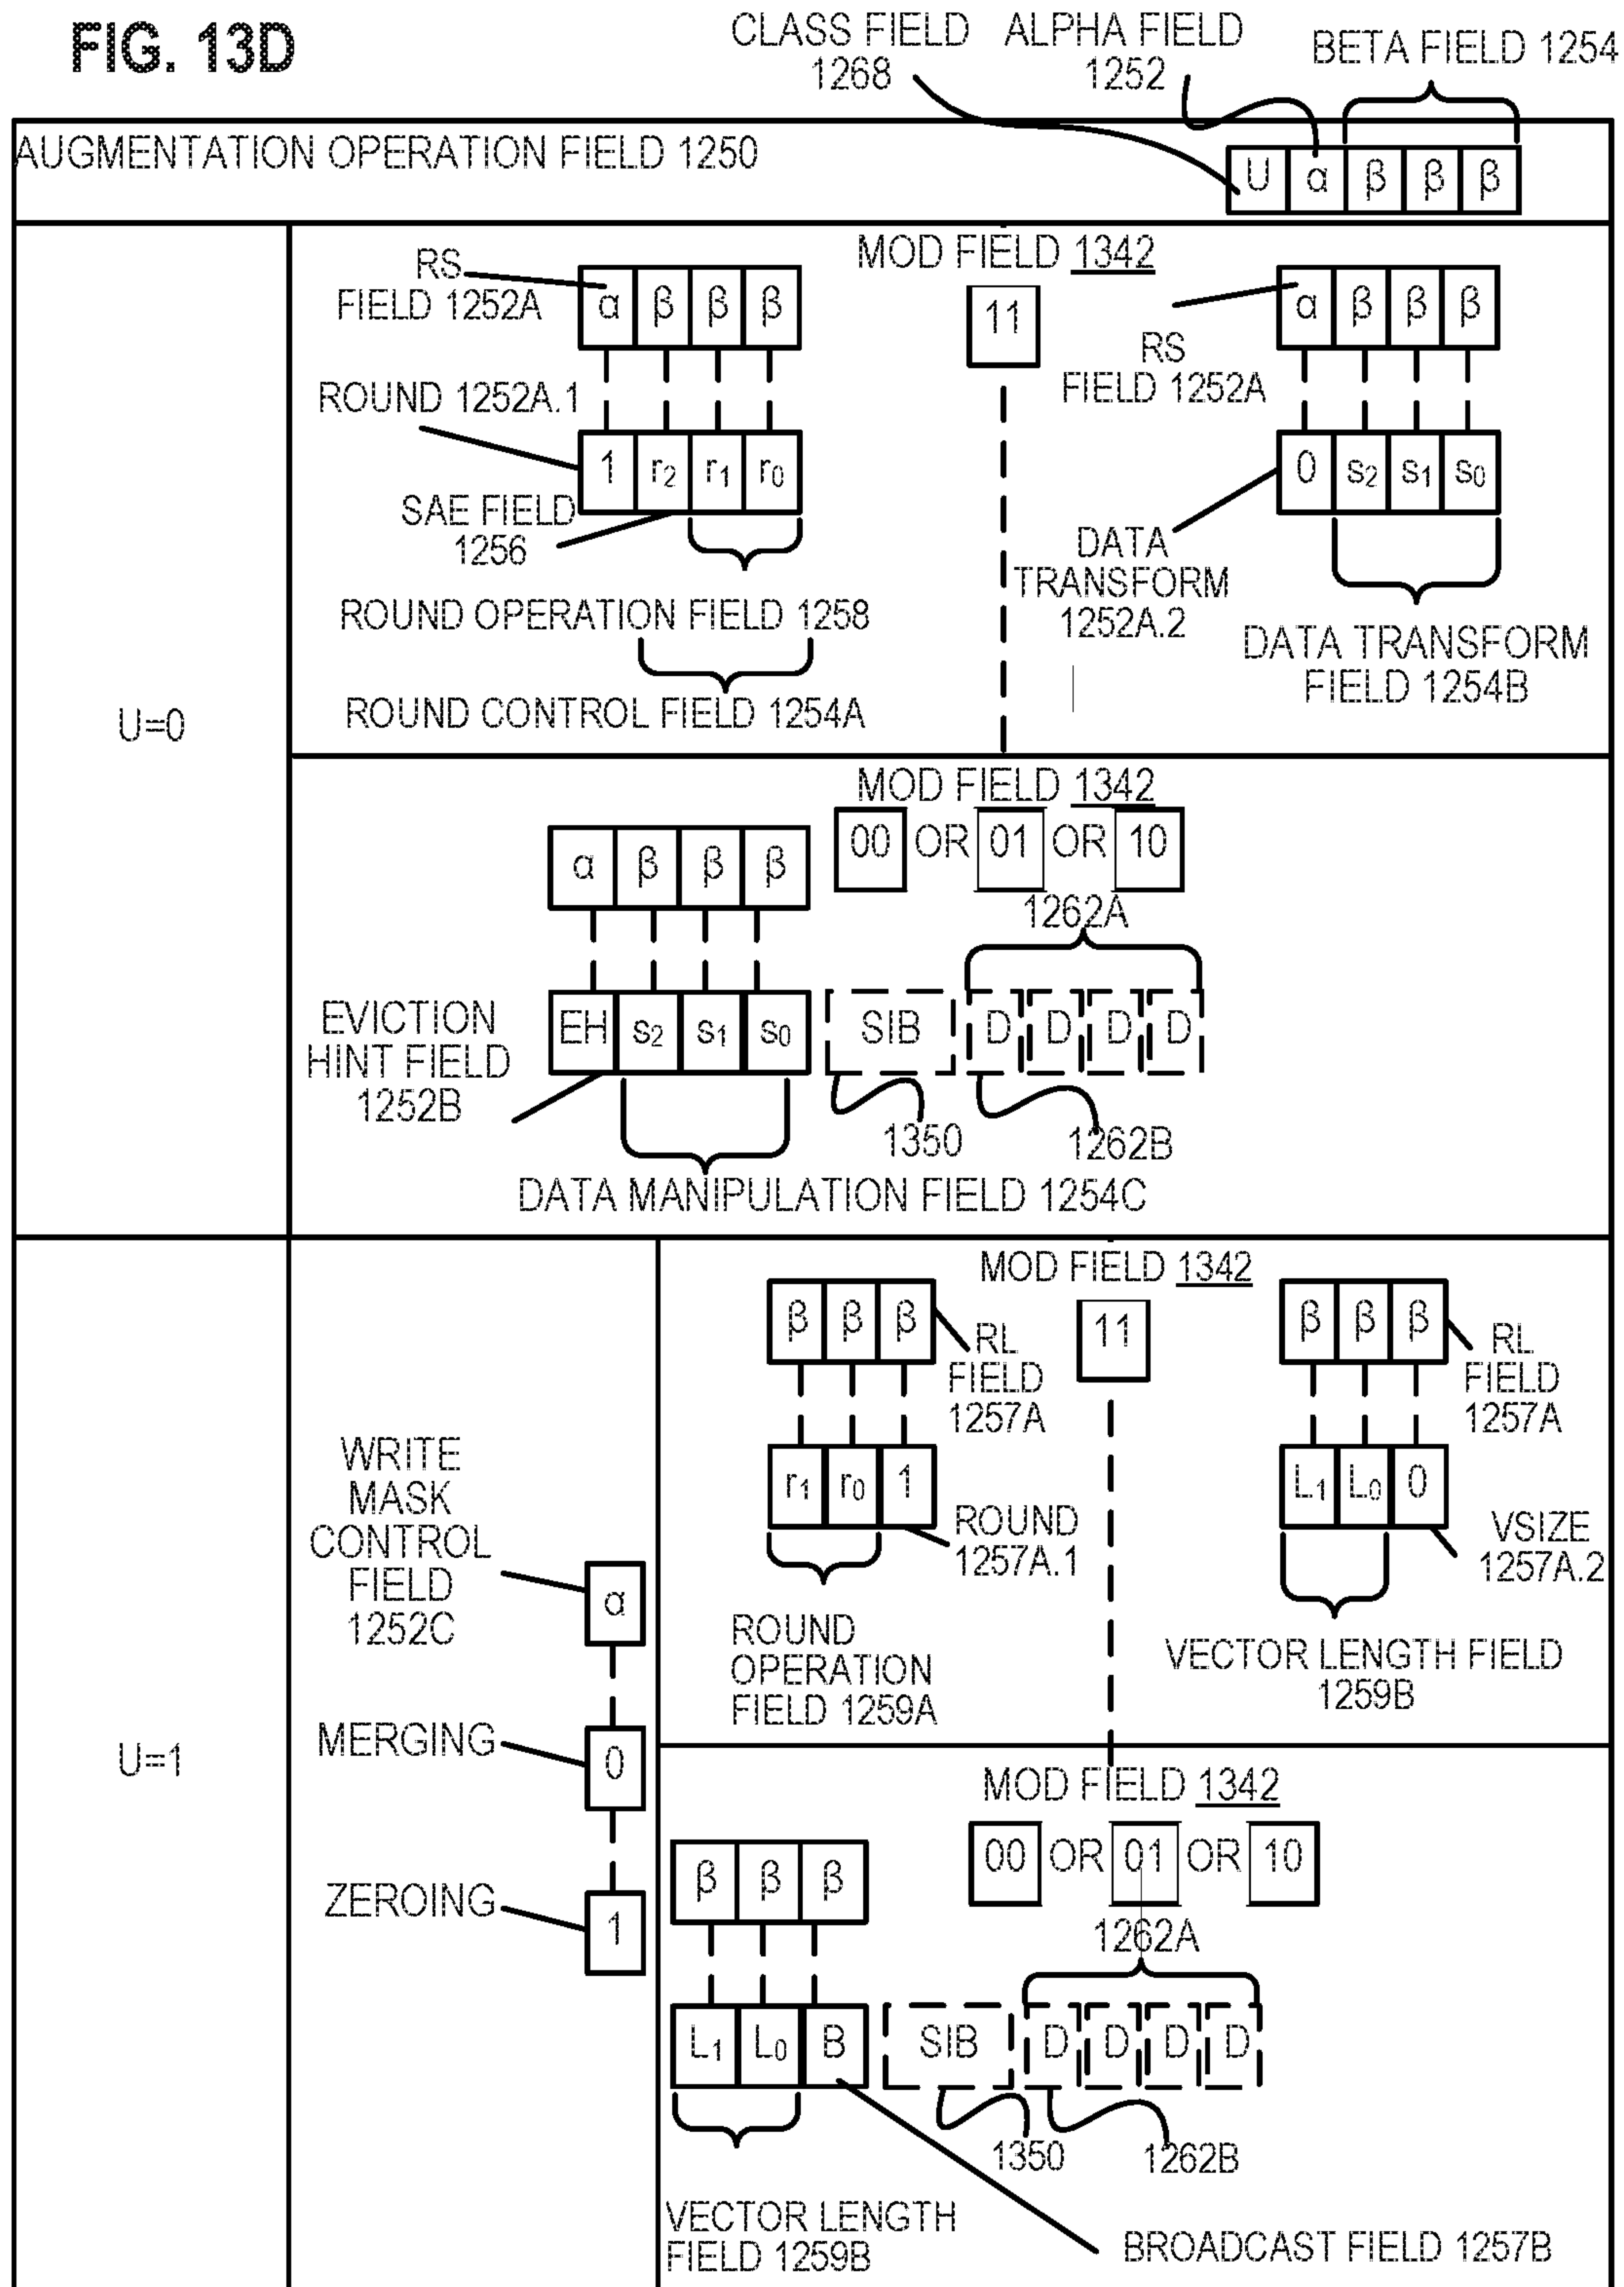 FIG. 13D
CLASS FIELD
1268
ALPHA FIELD
1252
BETA FIELD 1254
AUGMENTATION OPERATION FIELD 1250
U α β β β
U=0
MOD FIELD 1342
11
RS
FIELD 1252A
α β β β
ROUND 1252A.1
1 r2 r1 r0
SAE FIELD
1256
ROUND OPERATION FIELD 1258
ROUND CONTROL FIELD 1254A
α β β β
RS
FIELD 1252A
0 s2 s1 s0
DATA
TRANSFORM
1252A.2
DATA TRANSFORM
FIELD 1254B
MOD FIELD 1342
00 OR 01 OR 10
α β β β
1262A
EVICTION
HINT FIELD
1252B
EH s2 s1 s0 SIB D D D D
1350
1262B
DATA MANIPULATION FIELD 1254C
U=1
WRITE
MASK
CONTROL
FIELD
1252C
α
MERGING
0
ZEROING
1
MOD FIELD 1342
11
β β β
RL
FIELD
1257A
r1 r0 1
ROUND
1257A.1
ROUND
OPERATION
FIELD 1259A
β β β
RL
FIELD
1257A
L1 L0 0
VSIZE
1257A.2
VECTOR LENGTH FIELD
1259B
MOD FIELD 1342
00 OR 01 OR 10
β β β
1262A
L1 L0 B SIB D D D D
1350
1262B
VECTOR LENGTH
FIELD 1259B
BROADCAST FIELD 1257B